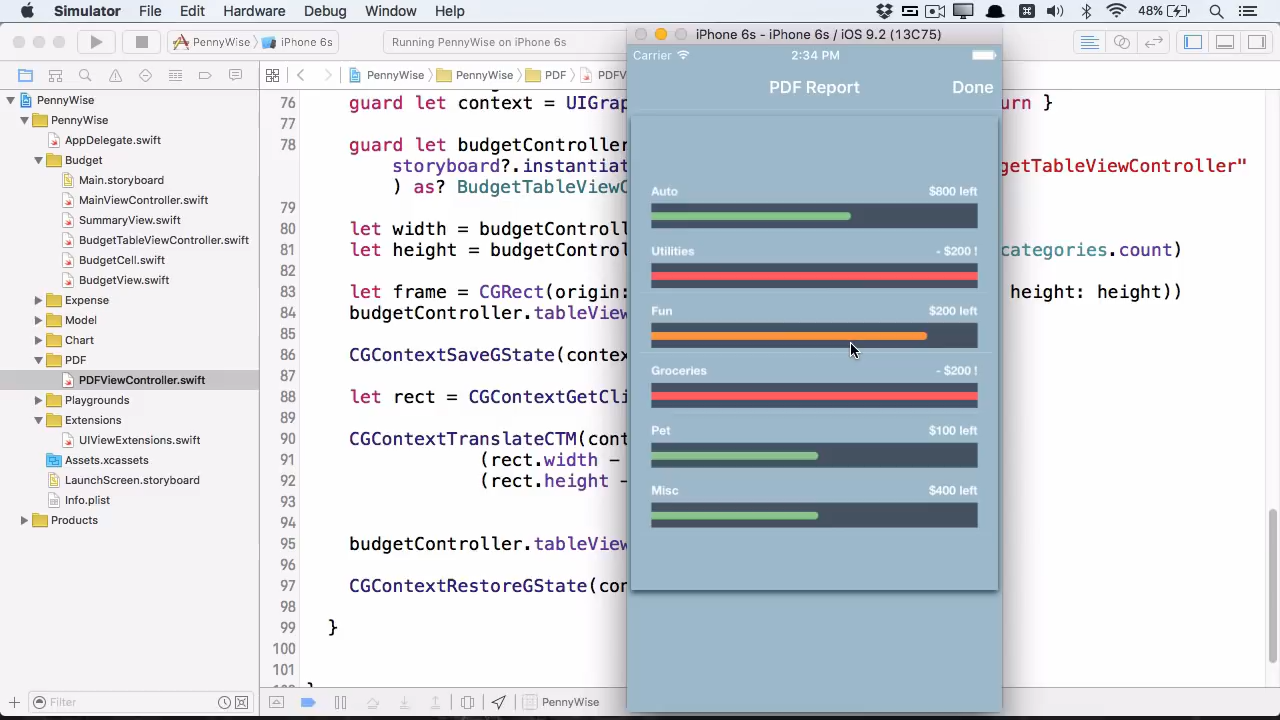 Simulator File Edit Hardware Debug Window Help 48%
PennyWise iPhone 6s Running PennyWise on iPhone 6s
iPhone 6s - iPhone 6s / iOS 9.2 (13C75)
PennyWise PennyWise PDF
Carrier 2:34 PM
PDF Report Done
PennyWise
PennyWise
AppDelegate.swift
Budget
Main.storyboard
MainViewController.swift
SummaryView.swift
BudgetTableViewController.swift
BudgetCell.swift
BudgetView.swift
Expense
Model
Chart
PDF
PDFViewController.swift
Playgrounds
Extensions
UIViewExtensions.swift
Assets.xcassets
LaunchScreen.storyboard
Info.plist
Products
Filter
76 guard let context = UIGra
77
78 guard let budgetController
storyboard?.instantia getTableViewController"
) as? BudgetTableViewC
79
80 let width = budgetControll
81 let height = budgetControl categories.count)
82
83 let frame = CGRect(origin: height: height))
84 budgetController.tableView
85
86 CGContextSaveGState(contex
87
88 let rect = CGContextGetCli
89
90 CGContextTranslateCTM(cont
91 (rect.width -
92 (rect.height -
93
94
95 budgetController.tableView
96
97 CGContextRestoreGState(con
98
99 }
100
101
Auto $800 left
Utilities - $200 !
Fun $200 left
Groceries - $200 !
Pet $100 left
Misc $400 left
PennyWise